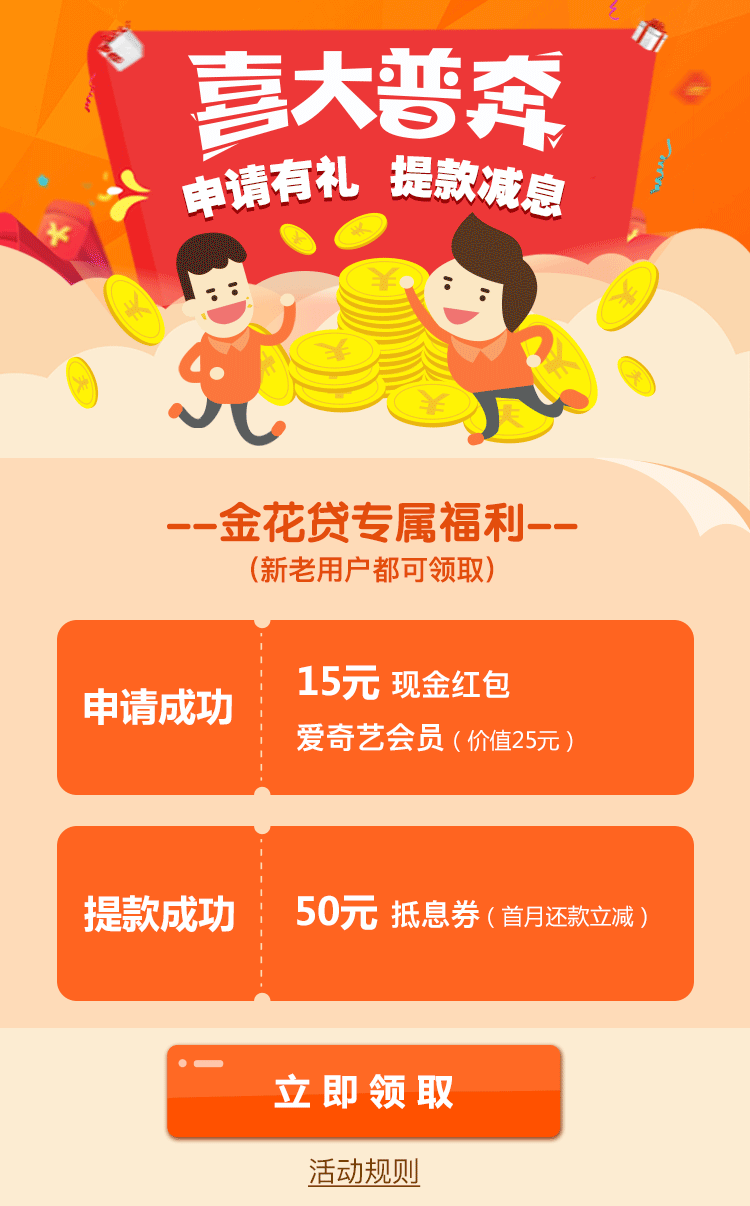 喜大普奔
申请有礼 提款减息
--金花贷专属福利--
（新老用户都可领取）
申请成功
15元 现金红包
爱奇艺会员（价值25元）
提款成功
50元 抵息券（首月还款立减）
立即领取
活动规则